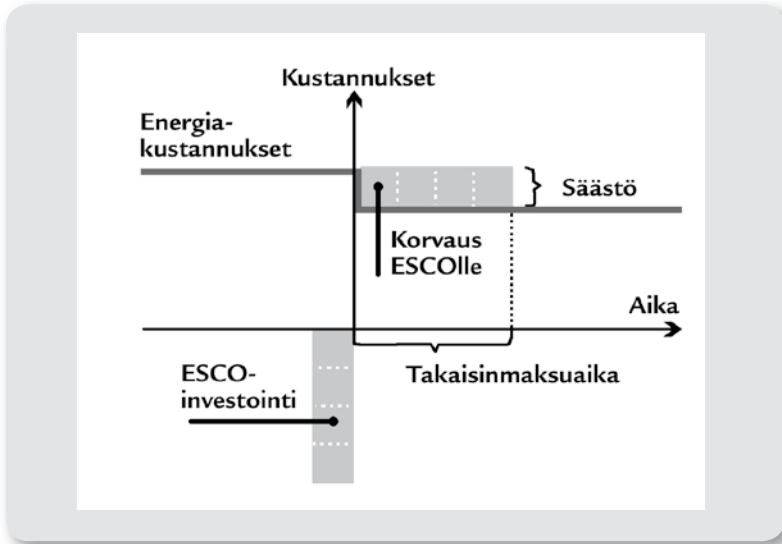 Kustannukset
Energia-
kustannukset
Säästö
Korvaus
ESCOlle
Aika
ESCO-
investointi
Takaisinmaksuaika